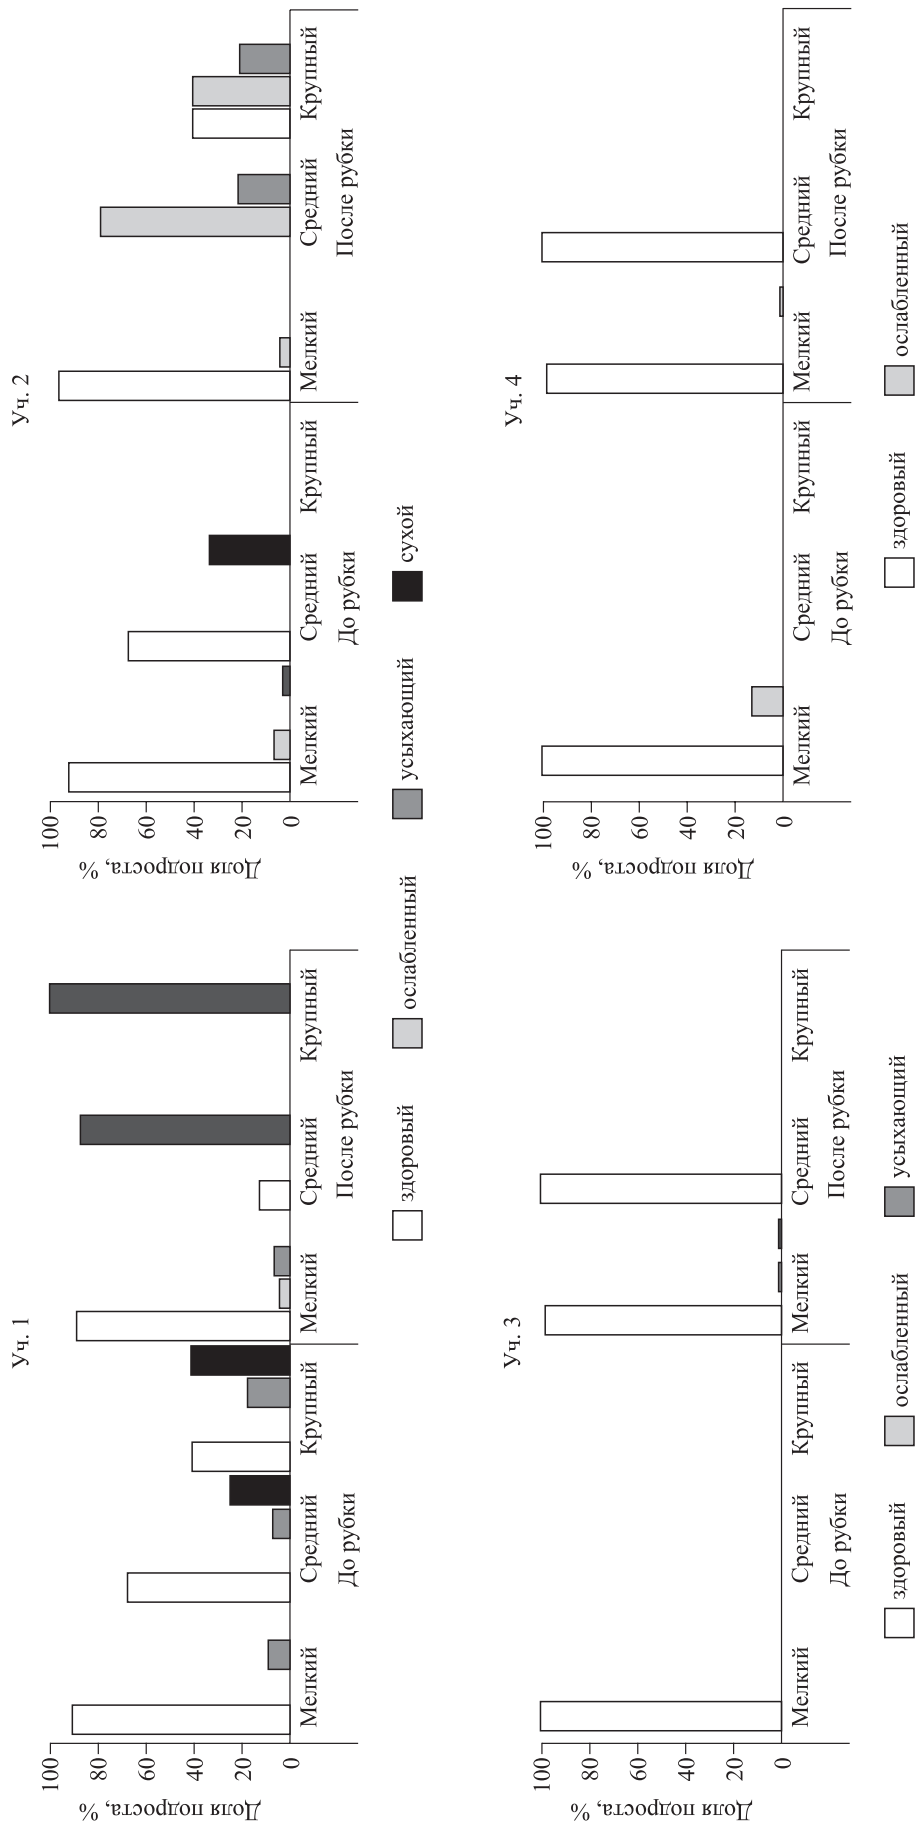 Уч. 1
Доля подроста, %
100
80
60
40
20
0
Мелкий Средний Крупный Мелкий Средний Крупный
До рубки После рубки
Уч. 2
Доля подроста, %
100
80
60
40
20
0
Мелкий Средний Крупный Мелкий Средний Крупный
До рубки После рубки
здоровый ослабленный усыхающий сухой
Уч. 3
Доля подроста, %
100
80
60
40
20
0
Мелкий Средний Крупный Мелкий Средний Крупный
До рубки После рубки
здоровый ослабленный усыхающий
Уч. 4
Доля подроста, %
100
80
60
40
20
0
Мелкий Средний Крупный Мелкий Средний Крупный
До рубки После рубки
здоровый ослабленный